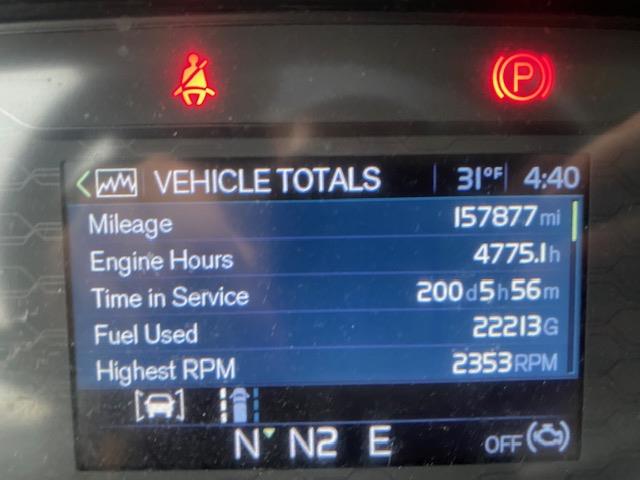 P
VEHICLE TOTALS 31°F 4:40
Mileage 157877 mi
Engine Hours 4775.1 h
Time in Service 200 d 5 h 56 m
Fuel Used 22213 G
Highest RPM 2353 RPM
N N2 E OFF